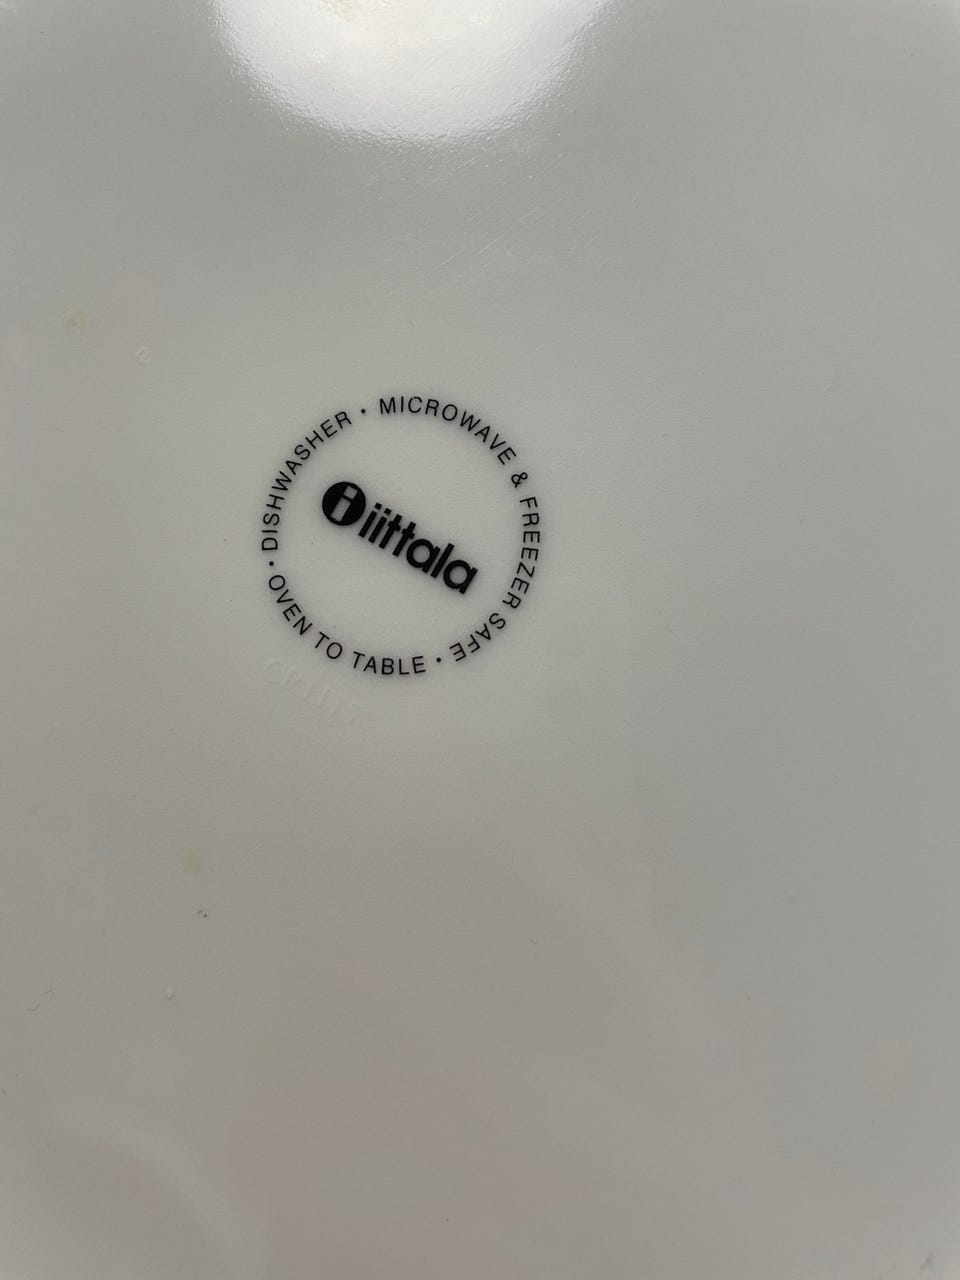 DISHWASHER • MICROWAVE & FREEZER SAFE • OVEN TO TABLE •
i iittala